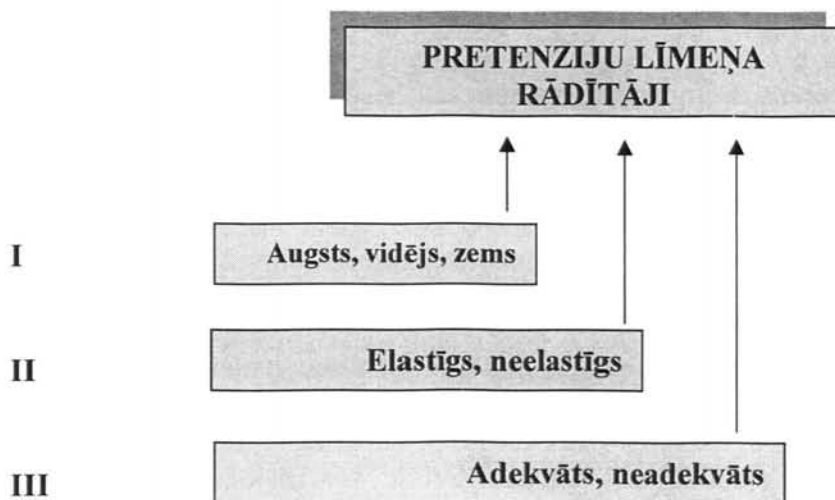 PRETENZIJU LĪMEŅA
RĀDĪTĀJI
I
Augsts, vidējs, zems
II
Elastīgs, neelastīgs
III
Adekvāts, neadekvāts